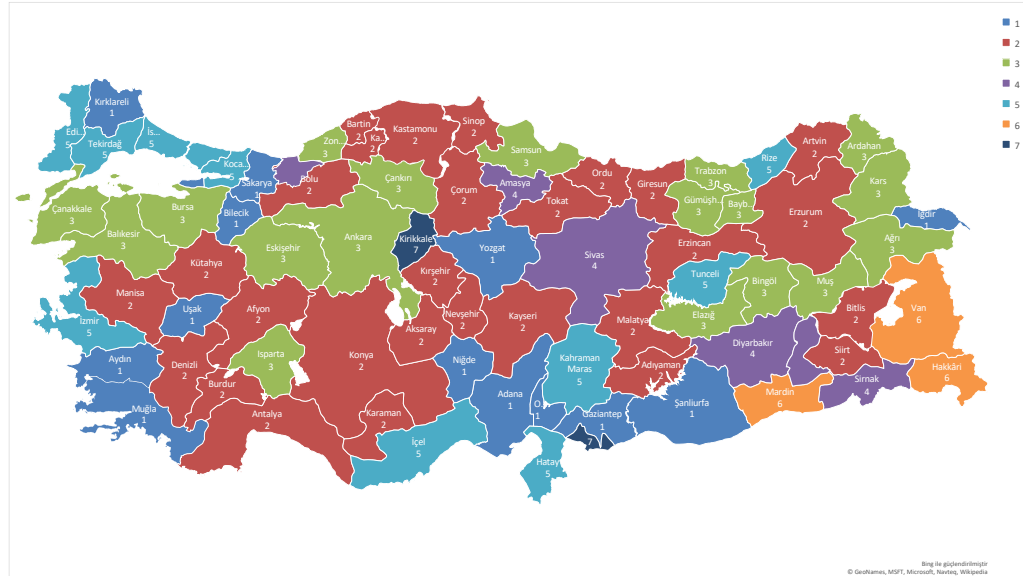 1
2
3
4
5
6
7
Kırklareli
1
Edi...
5
Tekirdağ
5
İs...
5
Koca...
5
Sakarya
1
Bolu
2
Zon...
3
Bartın
2
Ka...
2
Kastamonu
2
Sinop
2
Samsun
3
Çankırı
3
Çorum
2
Amasya
4
Ordu
2
Tokat
2
Giresun
2
Trabzon
3
Gümüşh...
3
Bayb...
3
Rize
5
Artvin
2
Ardahan
3
Kars
3
Erzurum
2
Iğdır
1
Ağrı
3
Çanakkale
3
Balıkesir
3
Bursa
3
Bilecik
1
Eskişehir
3
Ankara
3
Kirikkale
7
Yozgat
1
Sivas
4
Erzincan
2
Tunceli
5
Bingöl
3
Muş
3
Elazığ
3
Bitlis
2
Van
6
Kütahya
2
Manisa
2
Uşak
1
Afyon
2
Kırşehir
2
Nevşehir
2
Aksaray
2
Kayseri
2
Malatya
2
Diyarbakır
4
Siirt
2
Sirnak
4
Hakkâri
6
İzmir
5
Aydın
1
Denizli
2
Isparta
3
Burdur
2
Konya
2
Niğde
1
Kahraman
Maras
5
Adıyaman
2
Mardin
6
Muğla
1
Antalya
2
Karaman
2
İçel
5
Adana
1
O...
1
Gaziantep
1
7
Şanlıurfa
1
Hatay
5
Bing ile güçlendirilmiştir
© GeoNames, MSFT, Microsoft, Navteq, Wikipedia